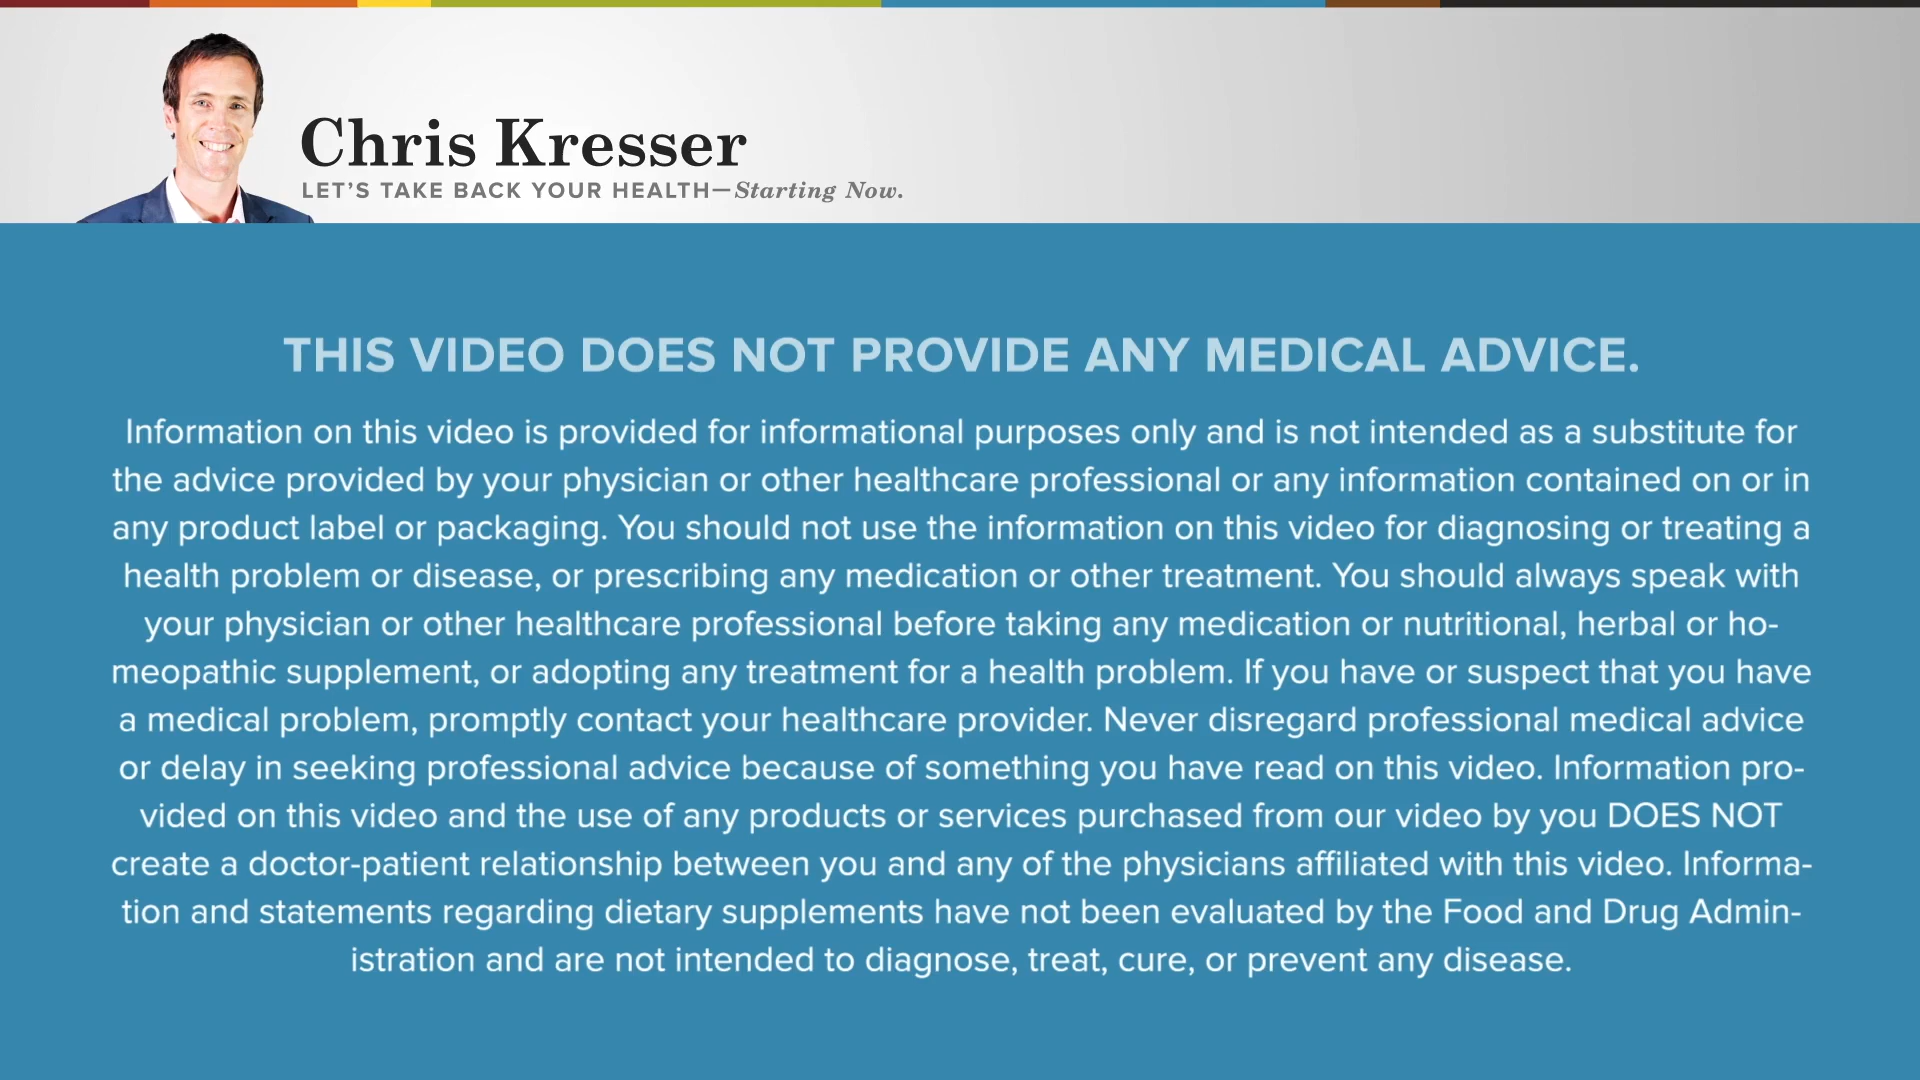 Chris Kresser
LET'S TAKE BACK YOUR HEALTH—Starting Now.
THIS VIDEO DOES NOT PROVIDE ANY MEDICAL ADVICE.
Information on this video is provided for informational purposes only and is not intended as a substitute for
the advice provided by your physician or other healthcare professional or any information contained on or in
any product label or packaging. You should not use the information on this video for diagnosing or treating a
health problem or disease, or prescribing any medication or other treatment. You should always speak with
your physician or other healthcare professional before taking any medication or nutritional, herbal or ho-
meopathic supplement, or adopting any treatment for a health problem. If you have or suspect that you have
a medical problem, promptly contact your healthcare provider. Never disregard professional medical advice
or delay in seeking professional advice because of something you have read on this video. Information pro-
vided on this video and the use of any products or services purchased from our video by you DOES NOT
create a doctor-patient relationship between you and any of the physicians affiliated with this video. Informa-
tion and statements regarding dietary supplements have not been evaluated by the Food and Drug Admin-
istration and are not intended to diagnose, treat, cure, or prevent any disease.